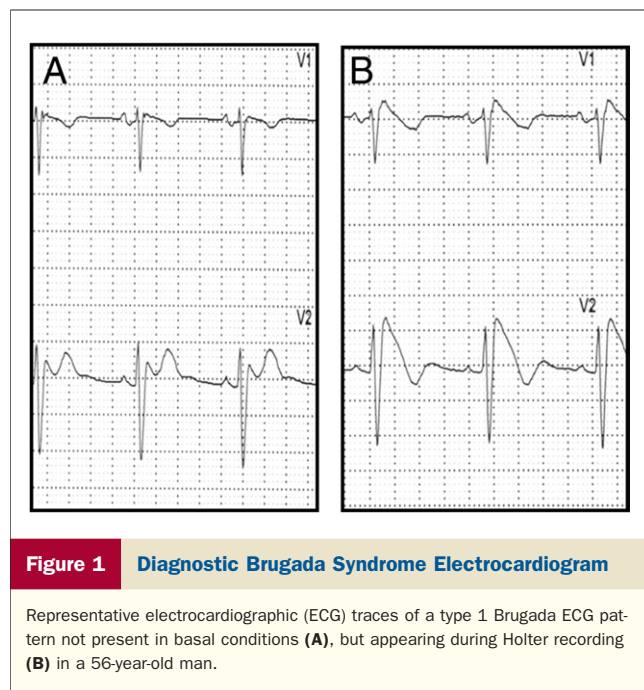 A
V1
V2
B
V1
V2
Figure 1
Diagnostic Brugada Syndrome Electrocardiogram
Representative electrocardiographic (ECG) traces of a type 1 Brugada ECG pat-
tern not present in basal conditions (A), but appearing during Holter recording
(B) in a 56-year-old man.